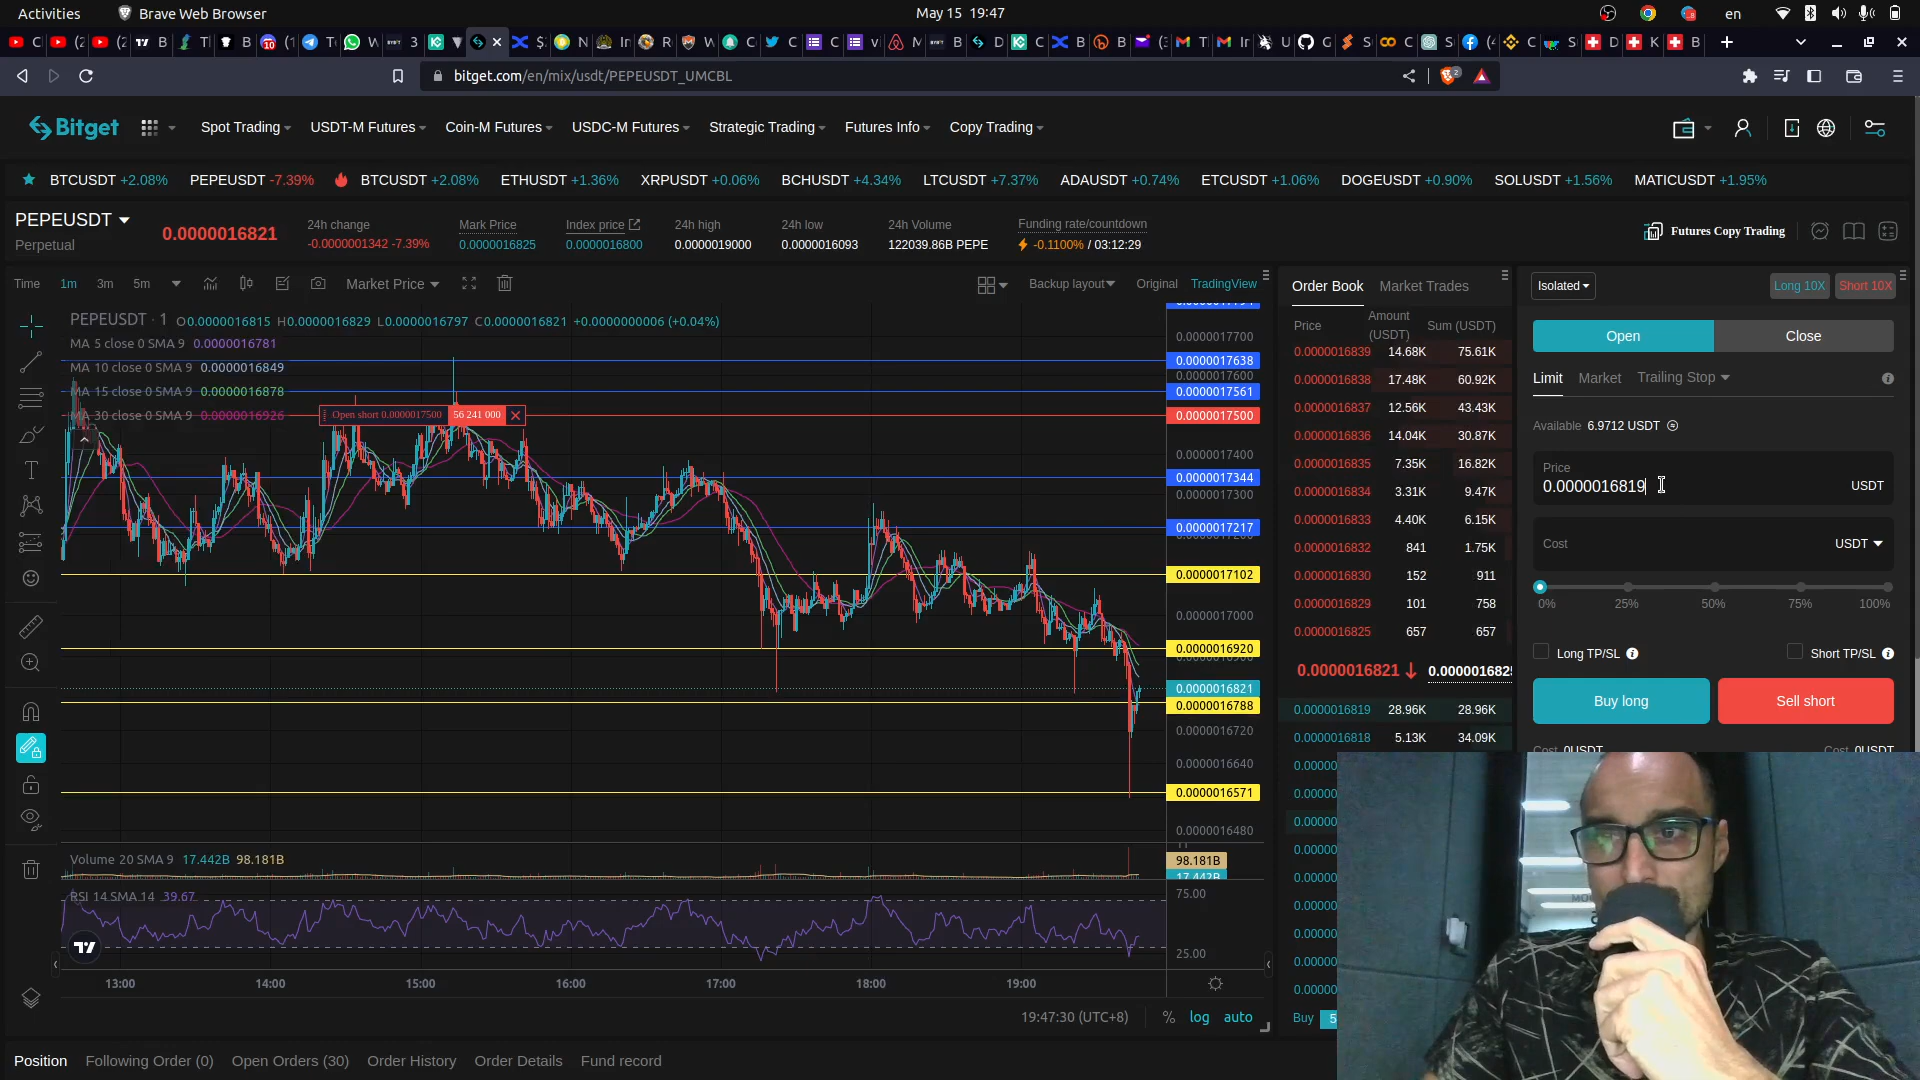 Activities
Brave Web Browser
May 15 19:47
en
bitget.com/en/mix/usdt/PEPEUSDT_UMCBL
Bitget
Spot Trading
USDT-M Futures
Coin-M Futures
USDC-M Futures
Strategic Trading
Futures Info
Copy Trading
BTCUSDT +2.08%
PEPEUSDT -7.39%
BTCUSDT +2.08%
ETHUSDT +1.36%
XRPUSDT +0.06%
BCHUSDT +4.34%
LTCUSDT +7.37%
ADAUSDT +0.74%
ETCUSDT +1.06%
DOGEUSDT +0.90%
SOLUSDT +1.56%
MATICUSDT +1.95%
PEPEUSDT
Perpetual
0.0000016821
24h change
-0.0000001342 -7.39%
Mark Price
0.0000016825
Index price
0.0000016800
24h high
0.0000019000
24h low
0.0000016093
24h Volume
122039.86B PEPE
Funding rate/countdown
-0.1100% / 03:12:29
Futures Copy Trading
Time
1m
3m
5m
Market Price
Backup layout
Original
TradingView
PEPEUSDT · 1 O0.0000016815 H0.0000016829 L0.0000016797 C0.0000016821 +0.0000000006 (+0.04%)
MA 5 close 0 SMA 9 0.0000016781
MA 10 close 0 SMA 9 0.0000016849
MA 15 close 0 SMA 9 0.0000016878
MA 30 close 0 SMA 9 0.0000016926
Open short 0.0000017500
56 241 000
0.0000017700
0.0000017638
0.0000017600
0.0000017561
0.0000017500
0.0000017400
0.0000017344
0.0000017300
0.0000017217
0.0000017102
0.0000017000
0.0000016920
0.0000016821
0.0000016788
0.0000016720
0.0000016640
0.0000016571
0.0000016480
Volume 20 SMA 9 17.442B 98.181B
98.181B
17.442B
RSI 14 SMA 14 39.67
75.00
25.00
13:00
14:00
15:00
16:00
17:00
18:00
19:00
19:47:30 (UTC+8)
%
log
auto
Order Book
Market Trades
Price
Amount (USDT)
Sum (USDT)
0.0000016839 14.68K 75.61K
0.0000016838 17.48K 60.92K
0.0000016837 12.56K 43.43K
0.0000016836 14.04K 30.87K
0.0000016835 7.35K 16.82K
0.0000016834 3.31K 9.47K
0.0000016833 4.40K 6.15K
0.0000016832 841 1.75K
0.0000016830 152 911
0.0000016829 101 758
0.0000016825 657 657
0.0000016821
0.0000016819 28.96K 28.96K
0.0000016818 5.13K 34.09K
Buy
Isolated
Long 10X
Short 10X
Open
Close
Limit
Market
Trailing Stop
Available 6.9712 USDT
Price
0.0000016819
USDT
Cost
USDT
0%
25%
50%
75%
100%
Long TP/SL
Short TP/SL
Buy long
Sell short
Cost 0USDT
Cost 0USDT
Position
Following Order (0)
Open Orders (30)
Order History
Order Details
Fund record